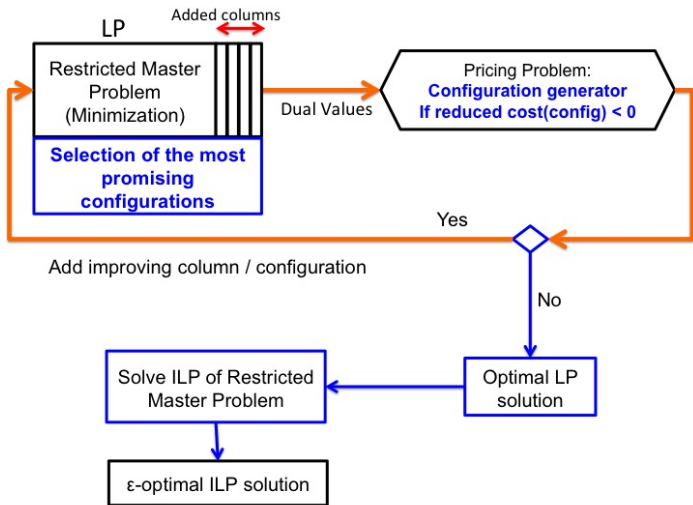 Added columns
LP
Restricted Master
Problem
(Minimization)
Selection of the most
promising
configurations
Dual Values
Pricing Problem:
Configuration generator
If reduced cost(config) < 0
Yes
Add improving column / configuration
No
Solve ILP of Restricted
Master Problem
Optimal LP
solution
ε-optimal ILP solution